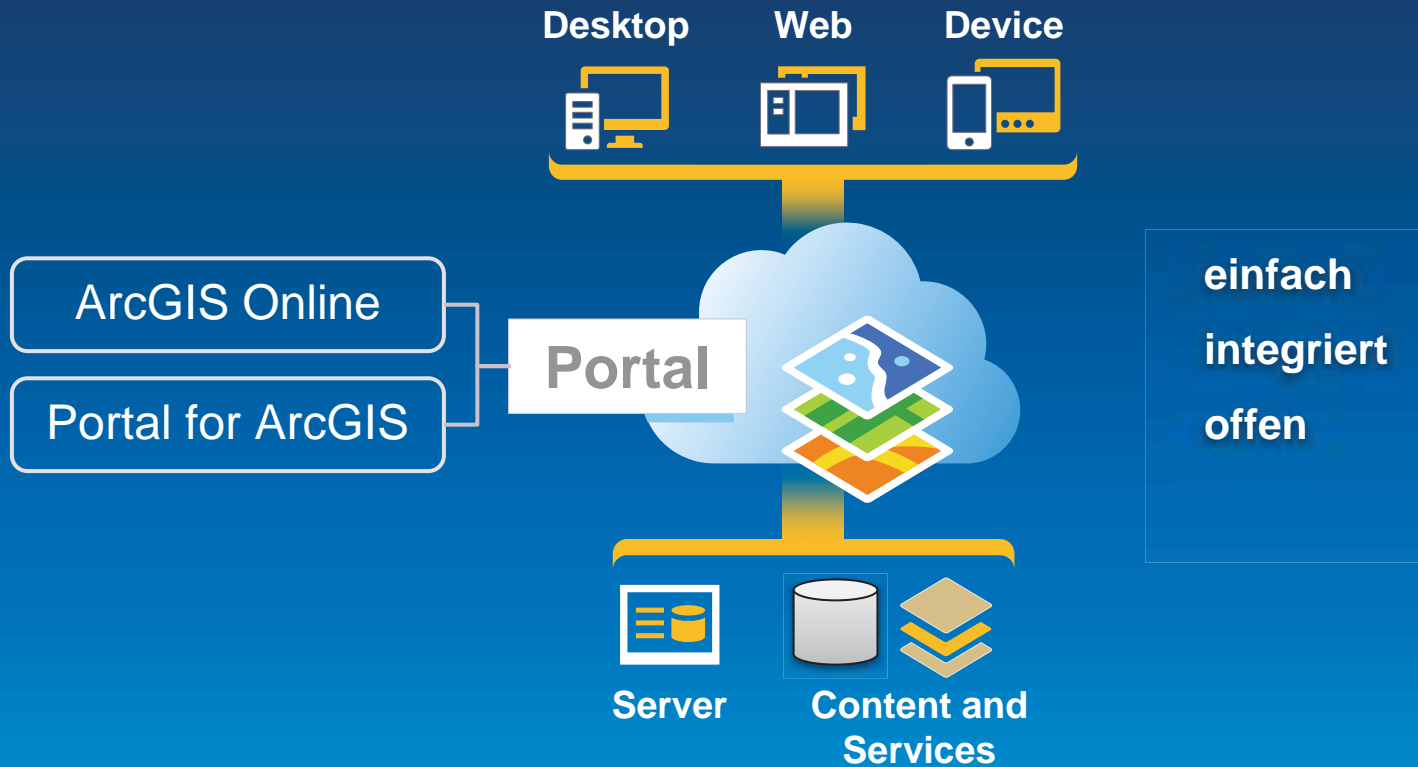 Desktop
Web
Device
ArcGIS Online
Portal for ArcGIS
Portal
einfach
integriert
offen
Server
Content and
Services